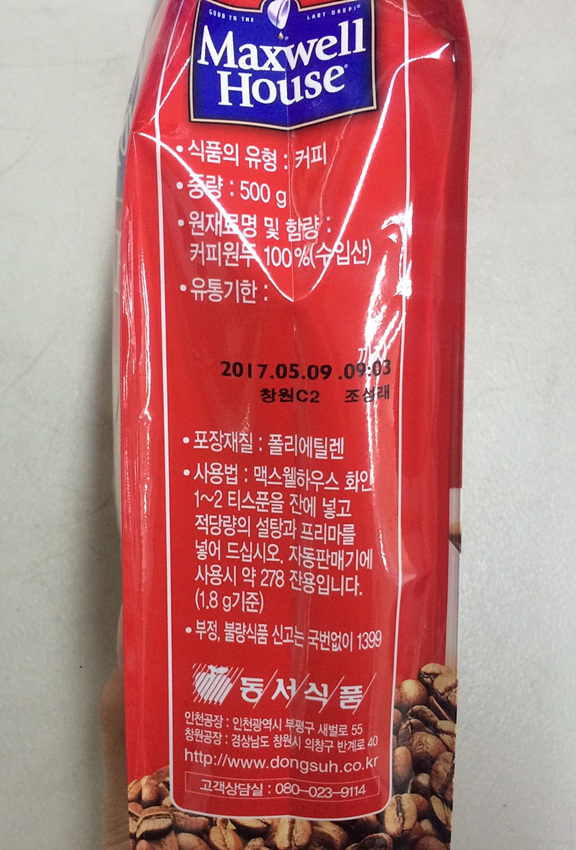 GOOD TO THE LAST DROP!
Maxwell
House
• 식품의 유형 : 커피
• 중량 : 500 g
• 원재료명 및 함량 :
커피원두 100%(수입산)
• 유통기한 :
까지
2017.05.09 .09:03
창원C2 조성래
• 포장재질 : 폴리에틸렌
• 사용법 : 맥스웰하우스 화인
1~2 티스푼을 잔에 넣고
적당량의 설탕과 프리마를
넣어 드십시오. 자동판매기에
사용시 약 278 잔용입니다.
(1.8 g기준)
• 부정, 불량식품 신고는 국번없이 1399
동서식품
인천공장 : 인천광역시 부평구 새벌로 55
창원공장 : 경상남도 창원시 의창구 반계로 40
http://www.dongsuh.co.kr
고객상담실 : 080-023-9114